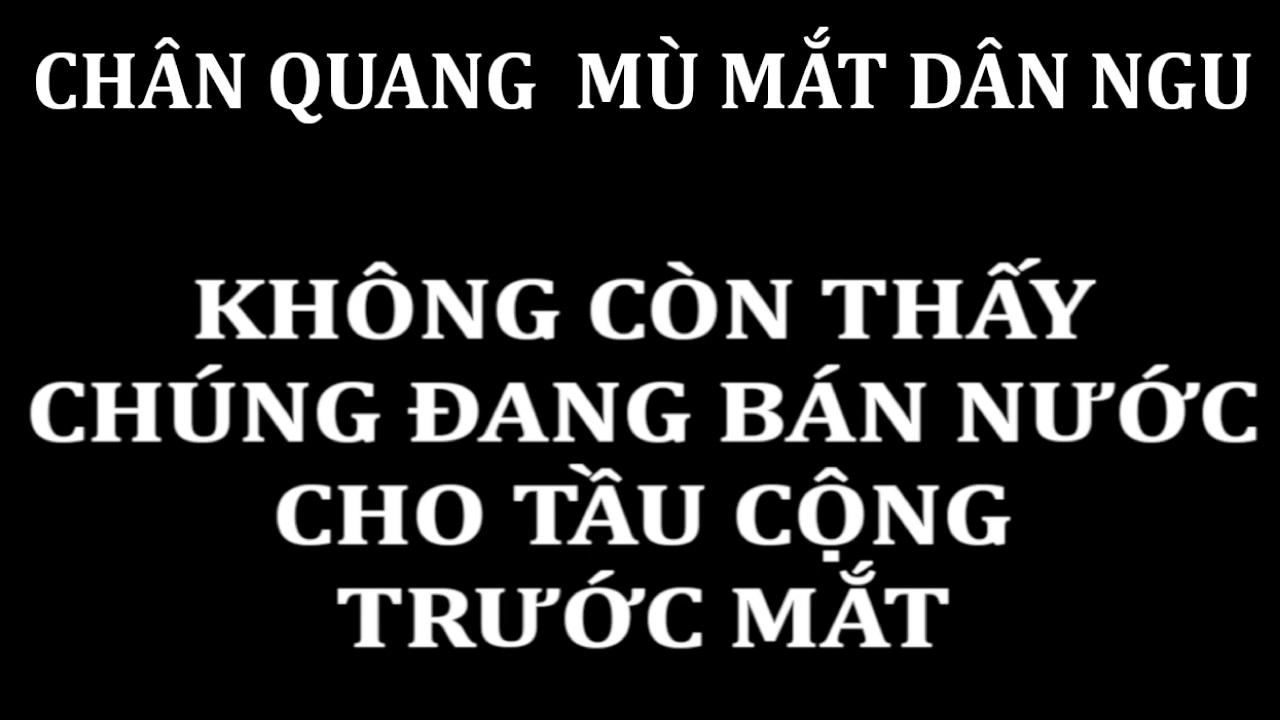 CHÂN QUANG MÙ MẮT DÂN NGU
KHÔNG CÒN THẤY
CHÚNG ĐANG BÁN NƯỚC
CHO TẦU CỘNG
TRƯỚC MẮT